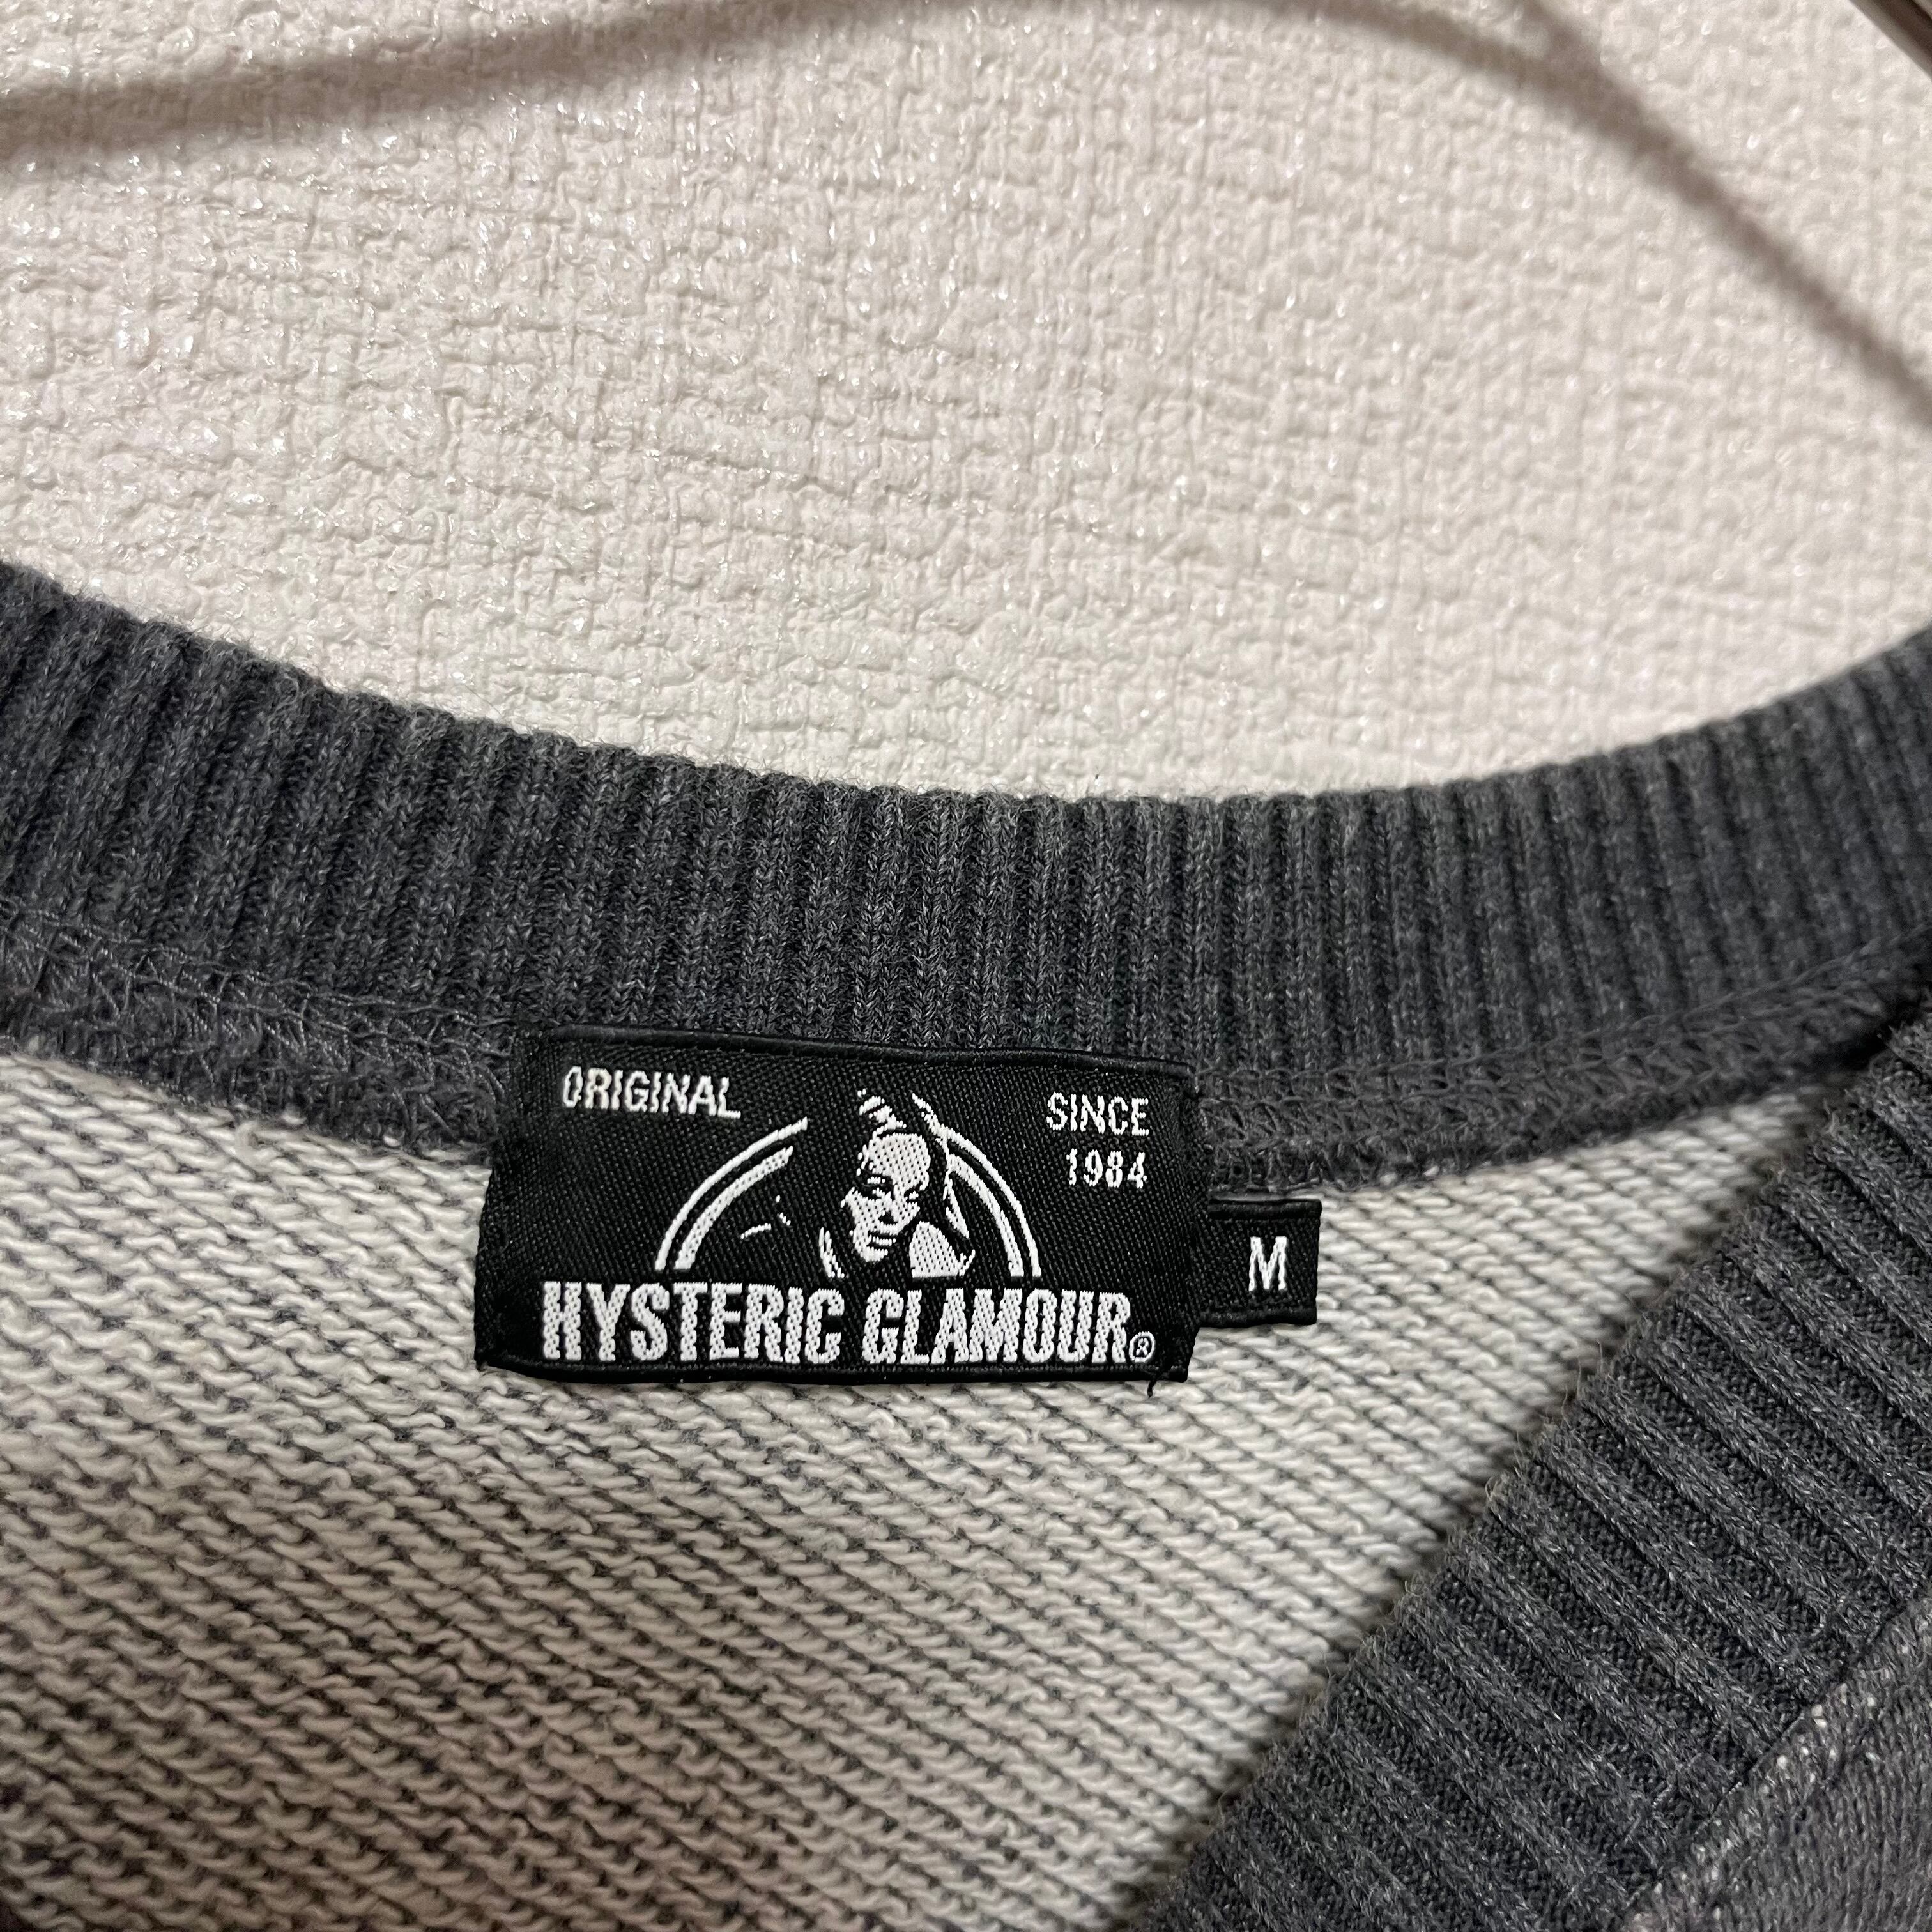 ORIGINAL
SINCE
1984
HYSTERIC GLAMOUR®
M